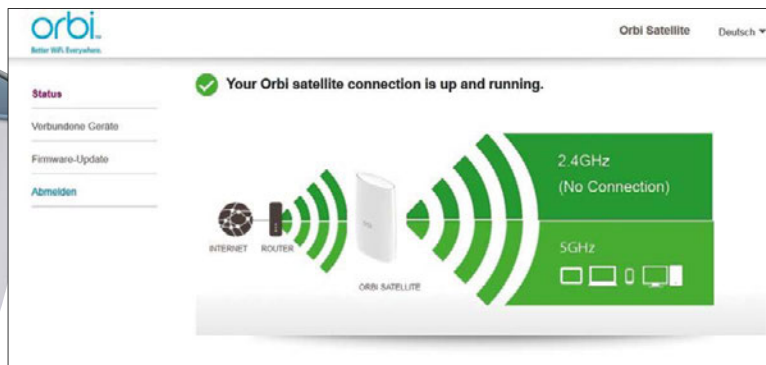 orbi™
Better WiFi. Everywhere.
Orbi Satellite
Deutsch
Status
Verbundene Geräte
Firmware-Update
Abmelden
Your Orbi satellite connection is up and running.
2.4GHz
(No Connection)
5GHz
INTERNET
ROUTER
ORBI SATELLITE